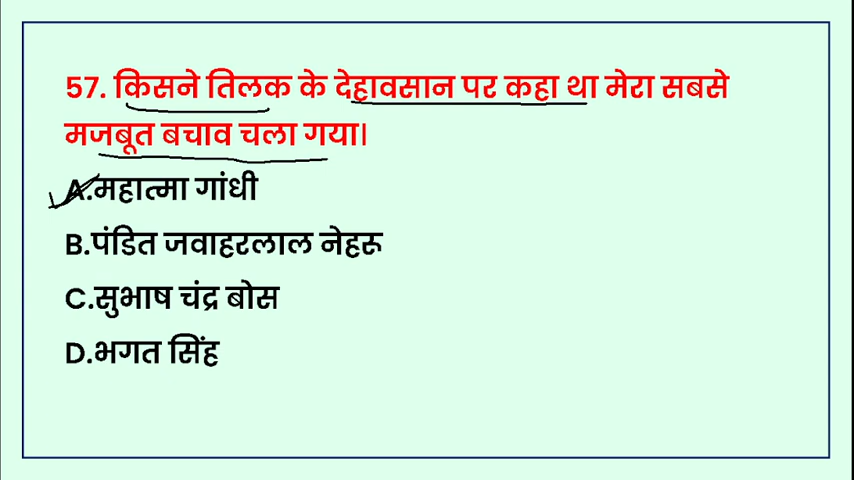 57. किसने तिलक के देहावसान पर कहा था मेरा सबसे
मजबूत बचाव चला गया।
A.महात्मा गांधी
B.पंडित जवाहरलाल नेहरू
C.सुभाष चंद्र बोस
D.भगत सिंह